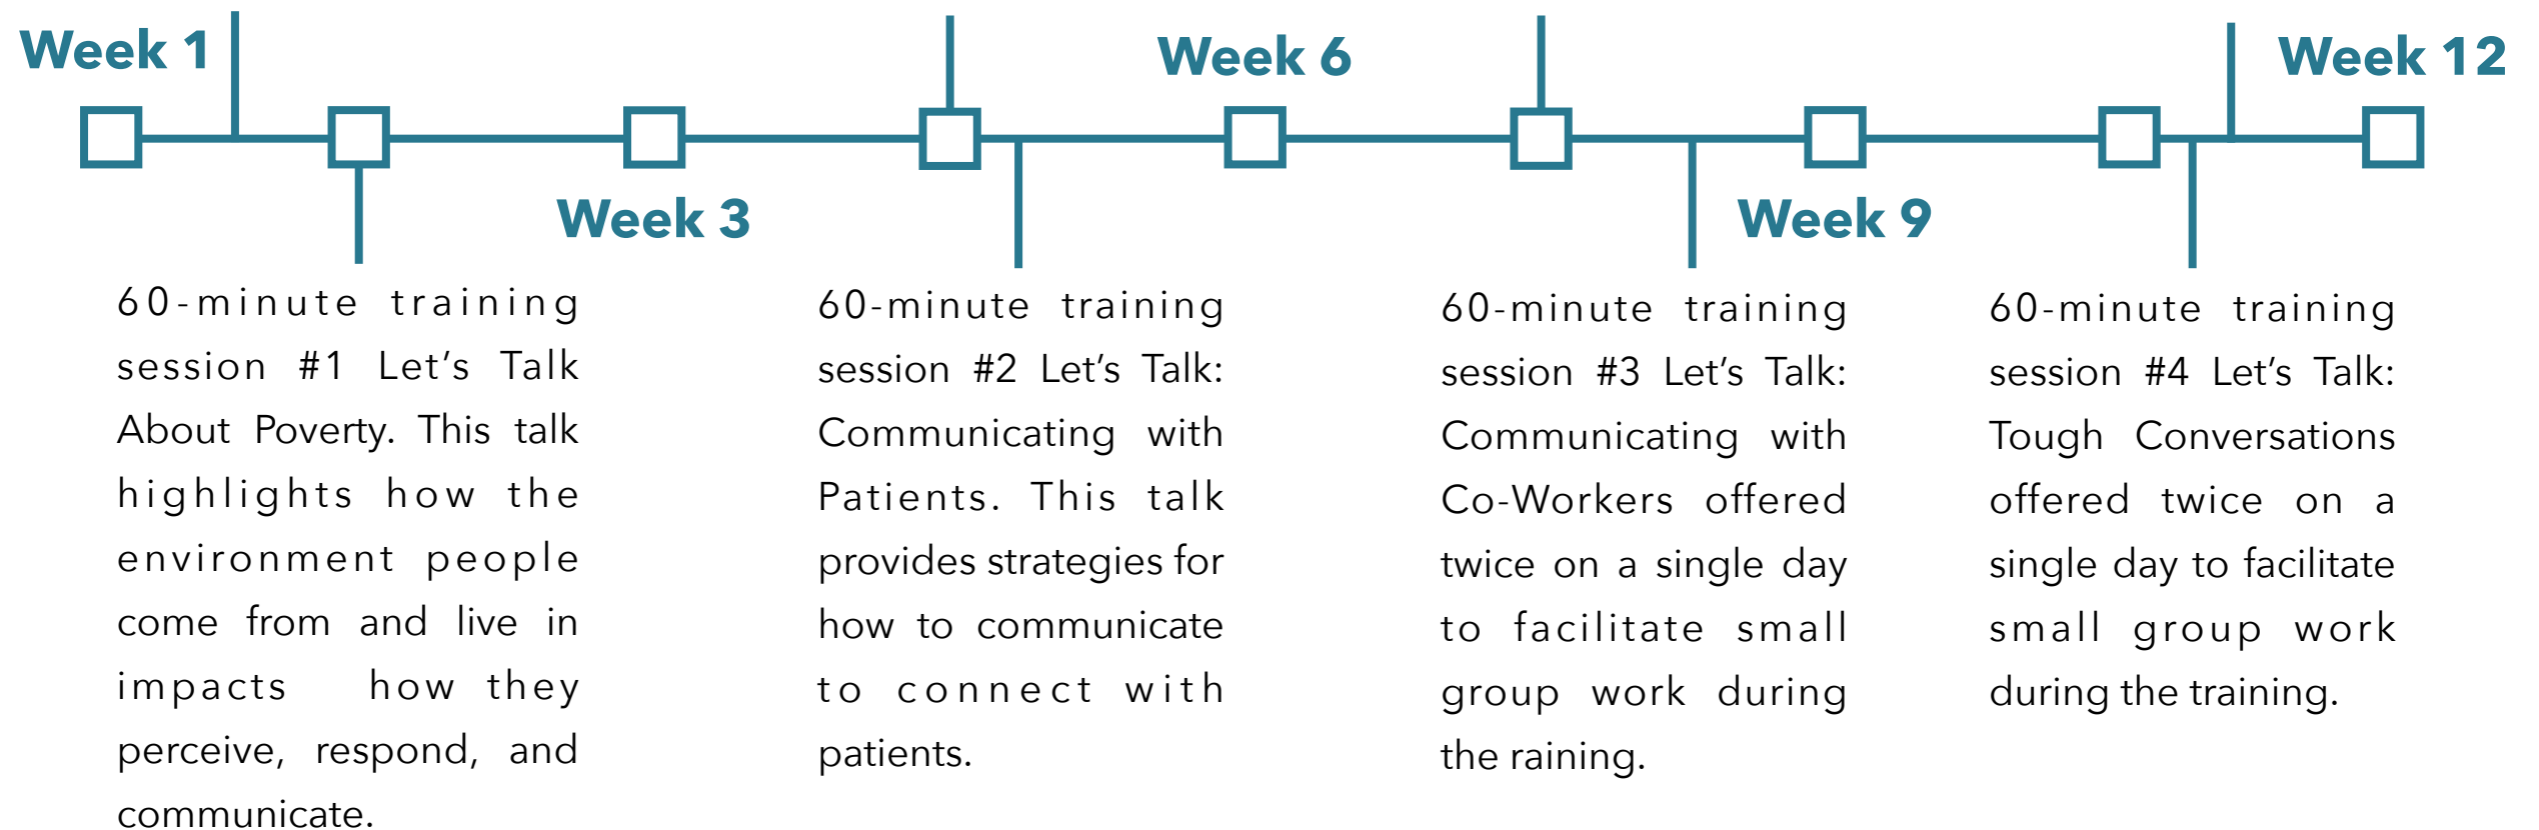 Week 1
Week 6
Week 12
Week 3
Week 9
60-minute training
session #1 Let’s Talk
About Poverty. This talk
highlights how the
environment people
come from and live in
impacts how they
perceive, respond, and
communicate.
60-minute training
session #2 Let’s Talk:
Communicating with
Patients. This talk
provides strategies for
how to communicate
to connect with
patients.
60-minute training
session #3 Let’s Talk:
Communicating with
Co-Workers offered
twice on a single day
to facilitate small
group work during
the raining.
60-minute training
session #4 Let’s Talk:
Tough Conversations
offered twice on a
single day to facilitate
small group work
during the training.